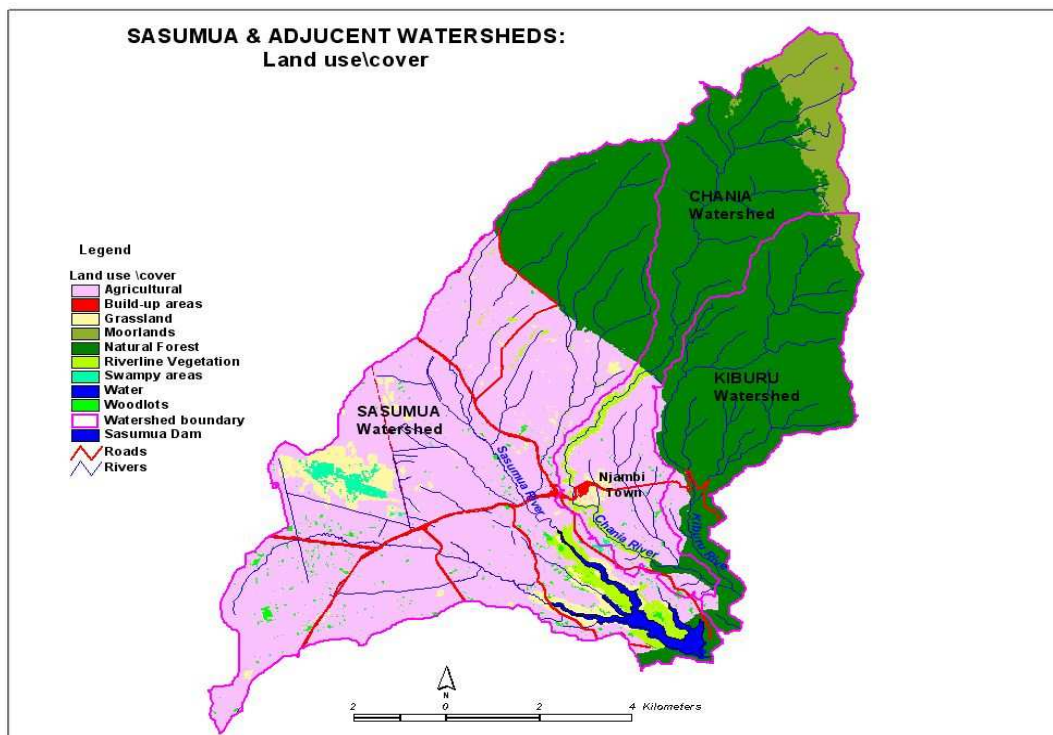 SASUMUA & ADJUCENT WATERSHEDS:
Land use\cover
CHANIA
Watershed
Legend
Land use \cover
Agricultural
Build-up areas
Grassland
Moorlands
Natural Forest
Riverline Vegetation
Swampy areas
Water
Woodlots
Watershed boundary
Sasumua Dam
Roads
Rivers
KIBURU
Watershed
SASUMUA
Watershed
Sasumua River
Njambi
Town
Chania River
Kiburu Rive
N
2 0 2 4 Kilometers